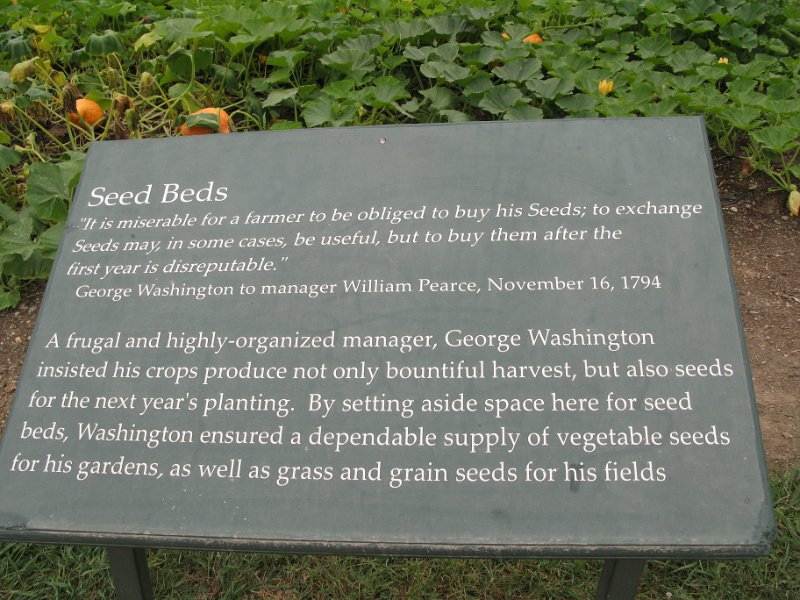 Seed Beds
"It is miserable for a farmer to be obliged to buy his Seeds; to exchange
Seeds may, in some cases, be useful, but to buy them after the
first year is disreputable."
George Washington to manager William Pearce, November 16, 1794
A frugal and highly-organized manager, George Washington
insisted his crops produce not only bountiful harvest, but also seeds
for the next year's planting. By setting aside space here for seed
beds, Washington ensured a dependable supply of vegetable seeds
for his gardens, as well as grass and grain seeds for his fields